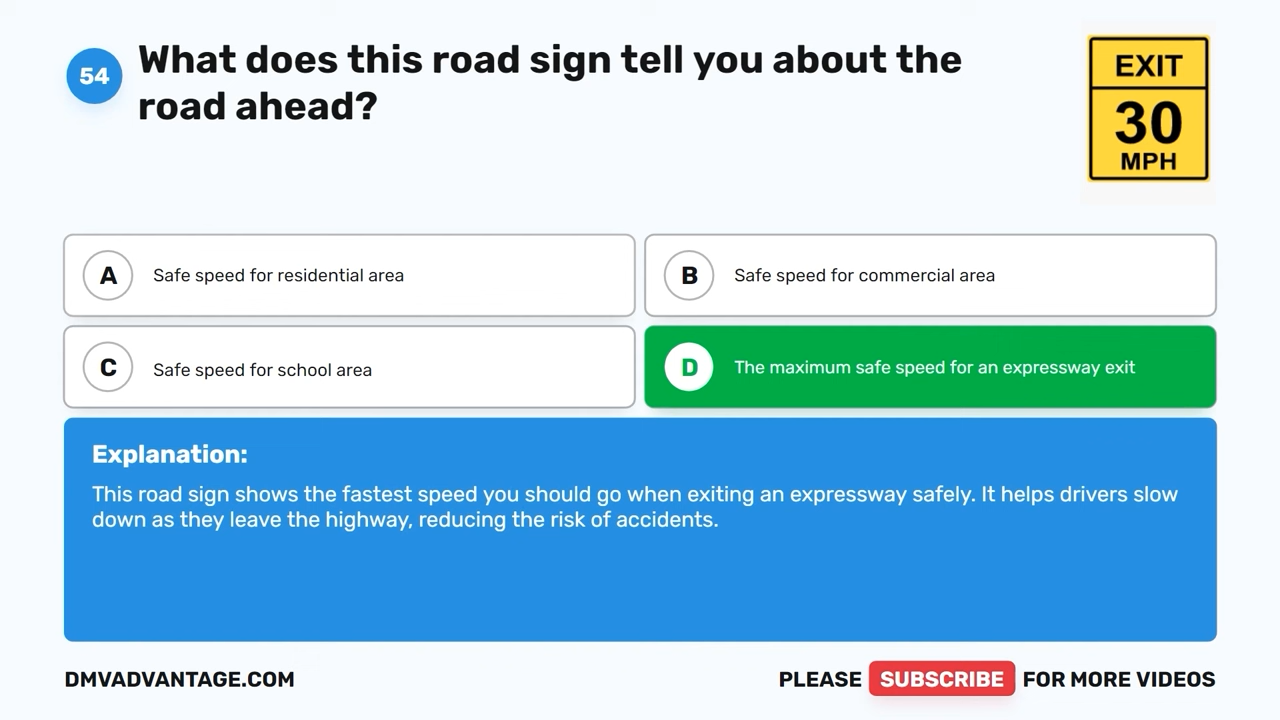 54
What does this road sign tell you about the
road ahead?
EXIT
30
MPH
A
Safe speed for residential area
B
Safe speed for commercial area
C
Safe speed for school area
D
The maximum safe speed for an expressway exit
Explanation:
This road sign shows the fastest speed you should go when exiting an expressway safely. It helps drivers slow
down as they leave the highway, reducing the risk of accidents.
DMVADVANTAGE.COM
PLEASE SUBSCRIBE FOR MORE VIDEOS